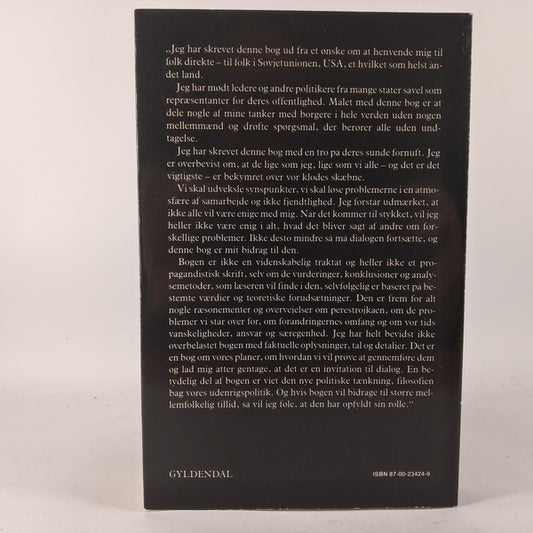 „Jeg har skrevet denne bog ud fra et ønske om at henvende mig til
folk direkte – til folk i Sovjetunionen, USA, et hvilket som helst an-
det land.
Jeg har mødt ledere og andre politikere fra mange stater såvel som
repræsentanter for deres offentlighed. Målet med denne bog er at
dele nogle af mine tanker med borgere i hele verden uden nogen
mellemmænd og drøfte spørgsmål, der berører alle uden und-
tagelse.
Jeg har skrevet denne bog med en tro på deres sunde fornuft. Jeg
er overbevist om, at de lige som jeg, lige som vi alle – og det er det
vigtigste – er bekymret over vor klodes skæbne.
Vi skal udveksle synspunkter, vi skal løse problemerne i en atmo-
sfære af samarbejde og ikke fjendtlighed. Jeg forstår udmærket, at
ikke alle vil være enige med mig. Når det kommer til stykket, vil jeg
heller ikke være enig i alt, hvad det bliver sagt af andre om for-
skellige problemer. Ikke desto mindre så må dialogen fortsætte, og
denne bog er mit bidrag til den.
Bogen er ikke en videnskabelig traktat og heller ikke et pro-
pagandistisk skrift, selv om de vurderinger, konklusioner og analy-
semetoder, som læseren vil finde i den, selvfølgelig er baseret på be-
stemte værdier og teoretiske forudsætninger. Den er frem for alt
nogle ræsonementer og overvejelser om perestrojkaen, om de pro-
blemer vi står over for, om forandringernes omfang og om vor tids
vanskeligheder, ansvar og særegenhed. Jeg har helt bevidst ikke
overbelastet bogen med faktuelle oplysninger, tal og detaljer. Det er
en bog om vores planer, om hvordan vi vil prøve at gennemføre dem
og lad mig atter gentage, at det er en invitation til dialog. En be-
tydelig del af bogen er viet den nye politiske tænkning, filosofien
bag vores udenrigspolitik. Og hvis bogen vil bidrage til større mel-
lemfolkelig tillid, så vil jeg føle, at den har opfyldt sin rolle.“
GYLDENDAL
ISBN 87-00-23424-9